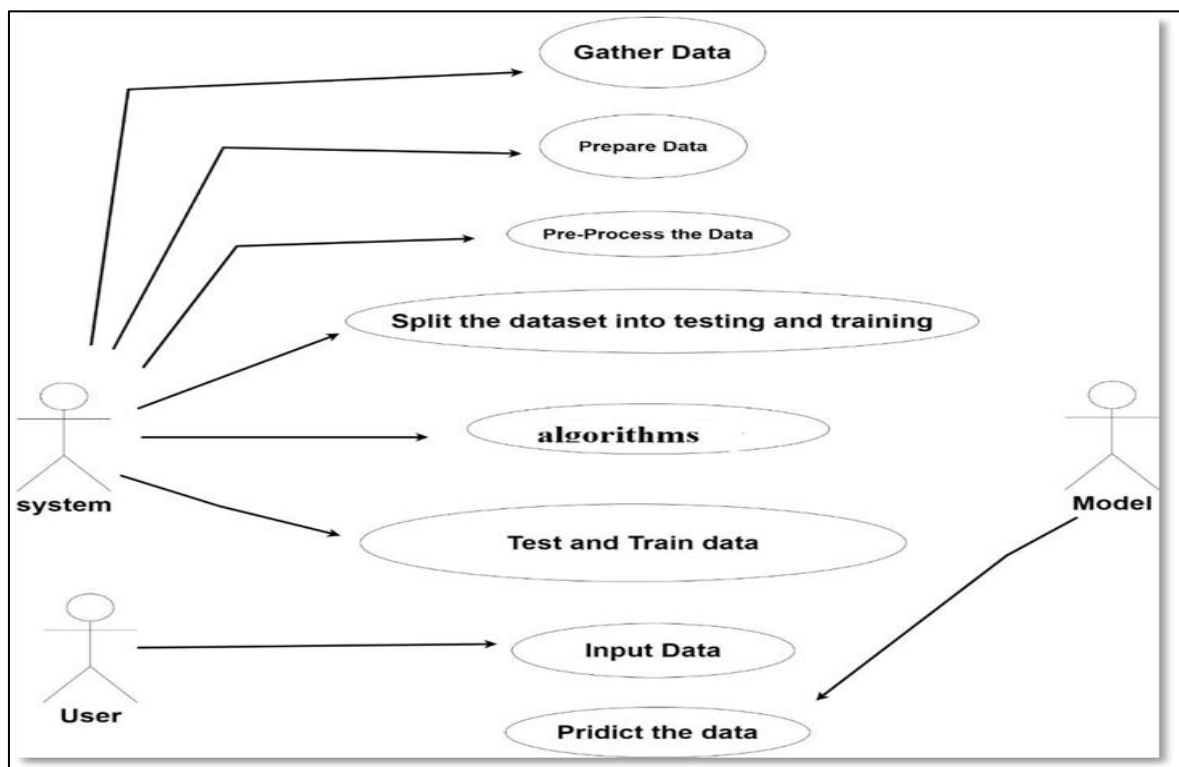 Gather Data
Prepare Data
Pre-Process the Data
Split the dataset into testing and training
algorithms
system
Model
Test and Train data
Input Data
User
Pridict the data